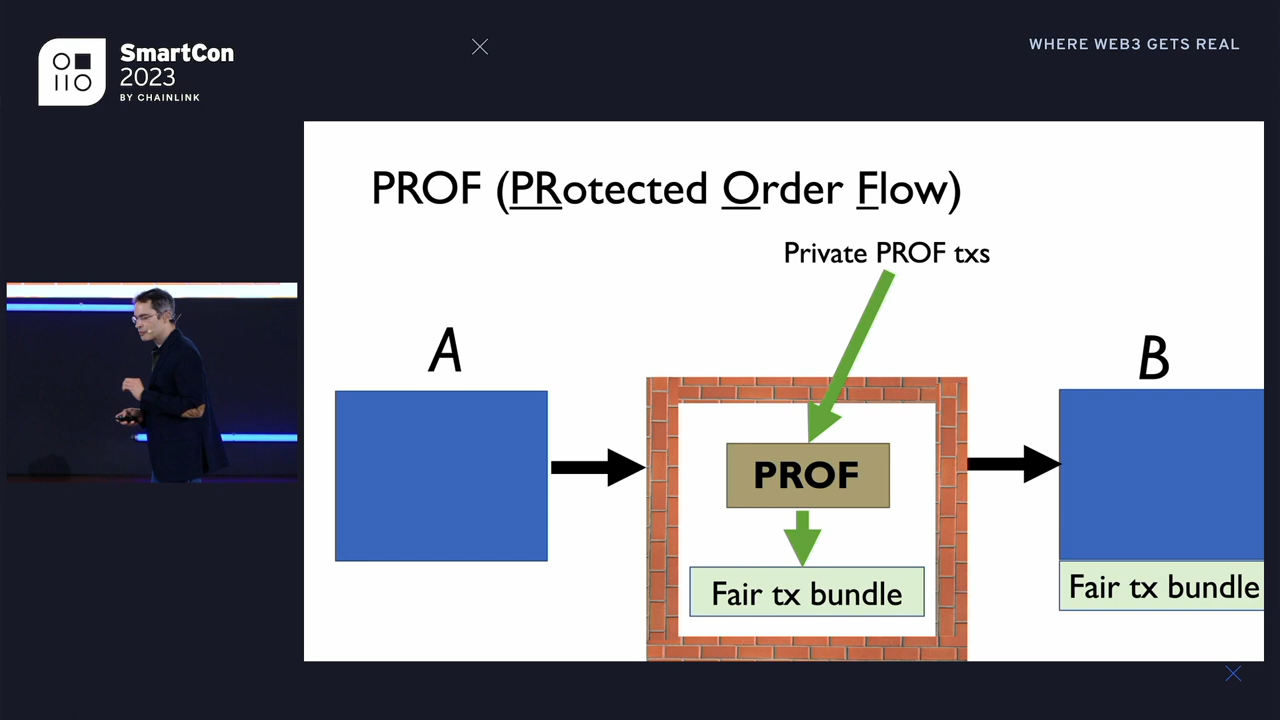 SmartCon
2023
BY CHAINLINK
WHERE WEB3 GETS REAL
PROF (PRotected Order Flow)
Private PROF txs
A
B
PROF
Fair tx bundle
Fair tx bundle